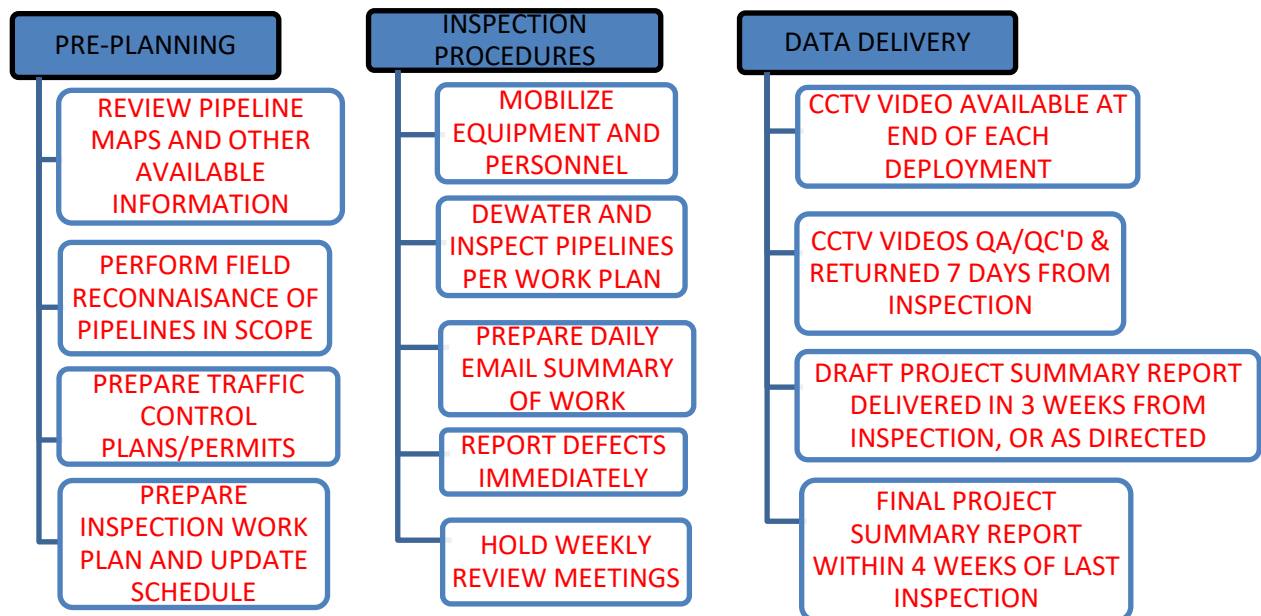 PRE-PLANNING
REVIEW PIPELINE
MAPS AND OTHER
AVAILABLE
INFORMATION
PERFORM FIELD
RECONNAISANCE OF
PIPELINES IN SCOPE
PREPARE TRAFFIC
CONTROL
PLANS/PERMITS
PREPARE
INSPECTION WORK
PLAN AND UPDATE
SCHEDULE
INSPECTION
PROCEDURES
MOBILIZE
EQUIPMENT AND
PERSONNEL
DEWATER AND
INSPECT PIPELINES
PER WORK PLAN
PREPARE DAILY
EMAIL SUMMARY
OF WORK
REPORT DEFECTS
IMMEDIATELY
HOLD WEEKLY
REVIEW MEETINGS
DATA DELIVERY
CCTV VIDEO AVAILABLE AT
END OF EACH
DEPLOYMENT
CCTV VIDEOS QA/QC'D &
RETURNED 7 DAYS FROM
INSPECTION
DRAFT PROJECT SUMMARY REPORT
DELIVERED IN 3 WEEKS FROM
INSPECTION, OR AS DIRECTED
FINAL PROJECT
SUMMARY REPORT
WITHIN 4 WEEKS OF LAST
INSPECTION